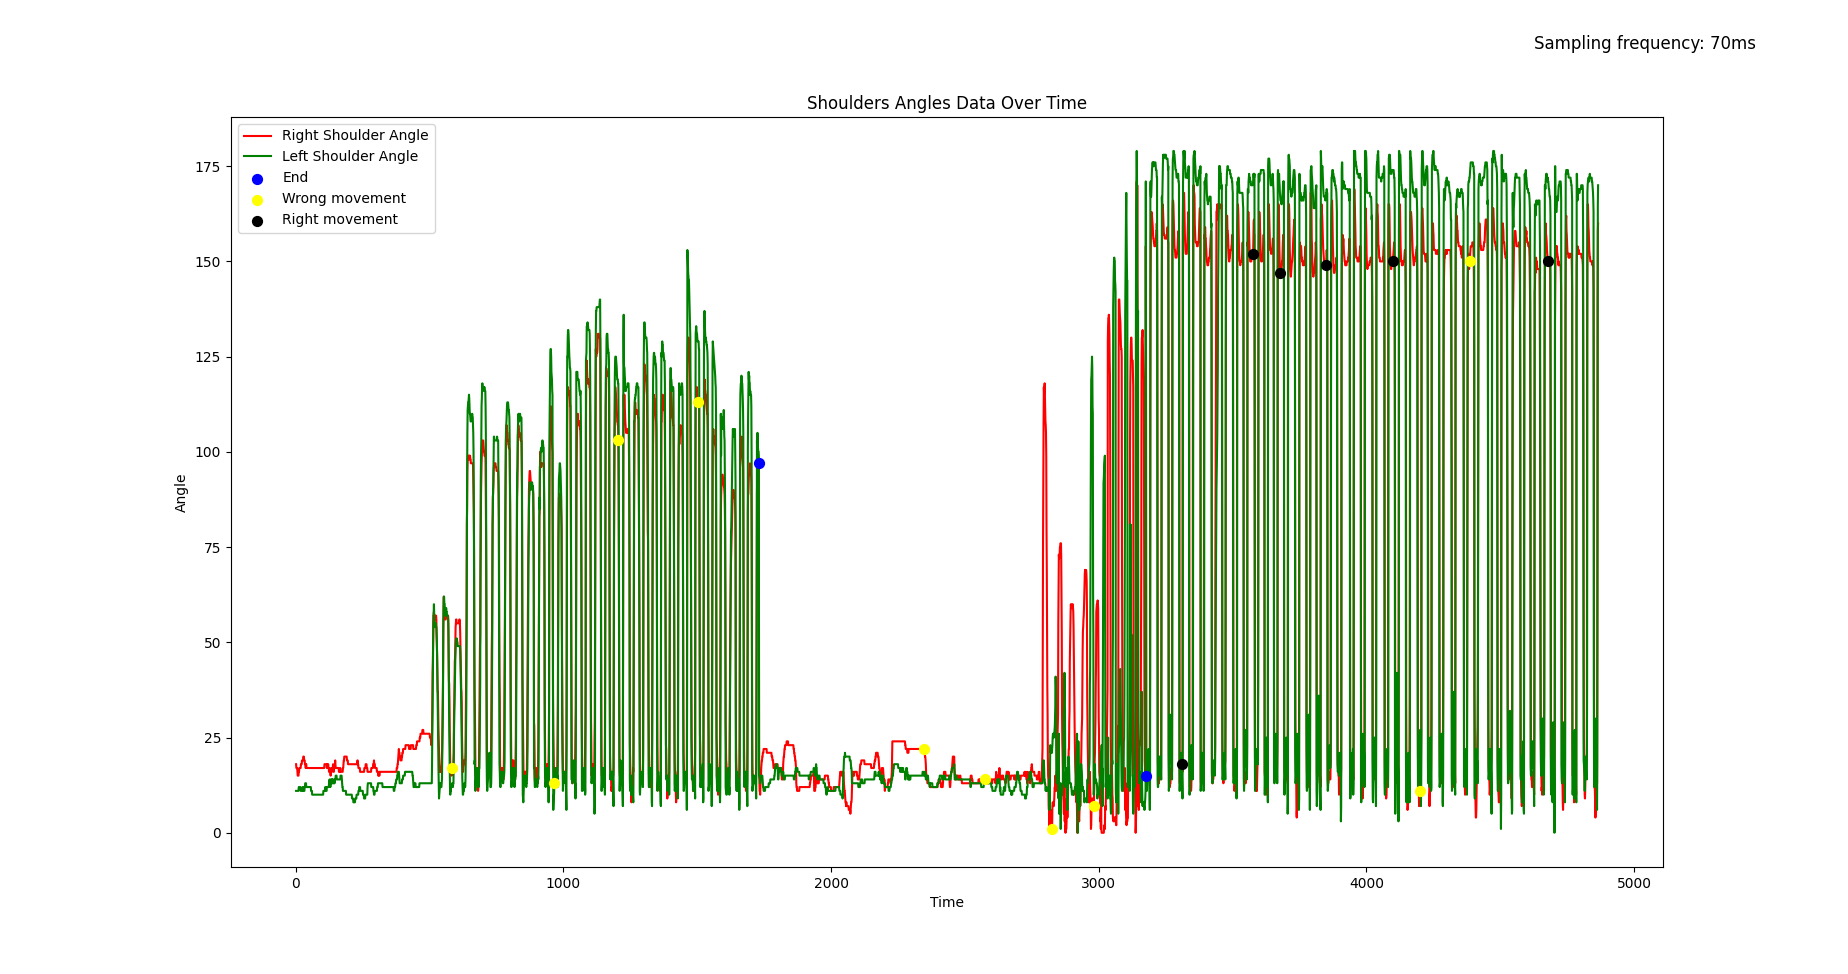 Sampling frequency: 70ms
Shoulders Angles Data Over Time
Right Shoulder Angle
Left Shoulder Angle
End
Wrong movement
Right movement
175
150
125
100
75
50
25
0
Angle
0 1000 2000 3000 4000 5000
Time